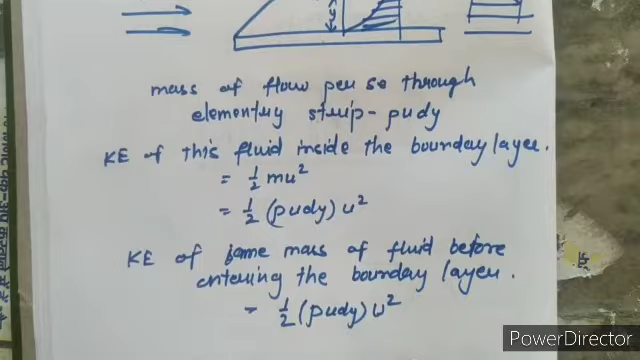 mass of flow per se through
elementry strip - ρudy
KE of this fluid inside the boundary layer.
= 1/2 mu²
= 1/2 (ρudy) u²
KE of same mass of fluid before
entering the boundary layer.
= 1/2 (ρudy) U²
PowerDirector